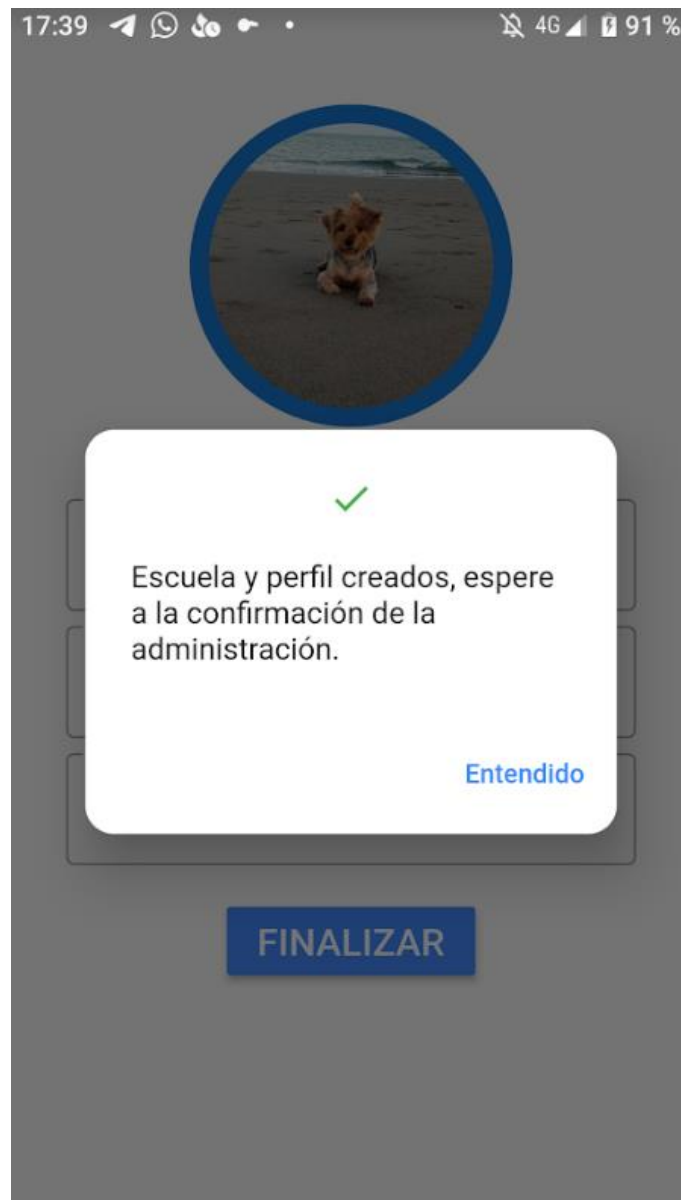 17:39 4G 91 %
Escuela y perfil creados, espere
a la confirmación de la
administración.
Entendido
FINALIZAR